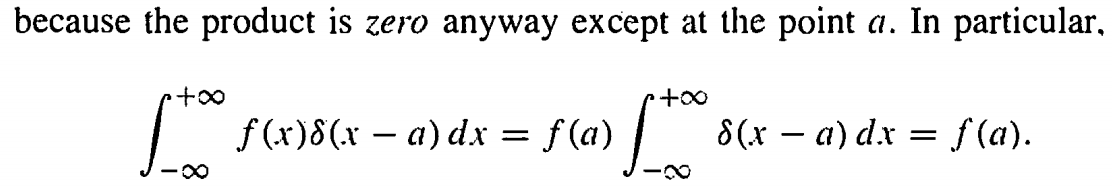 because the product is zero anyway except at the point a. In particular,
∫_{−∞}^{+∞} f(x)δ(x − a) dx = f(a) ∫_{−∞}^{+∞} δ(x − a) dx = f(a).